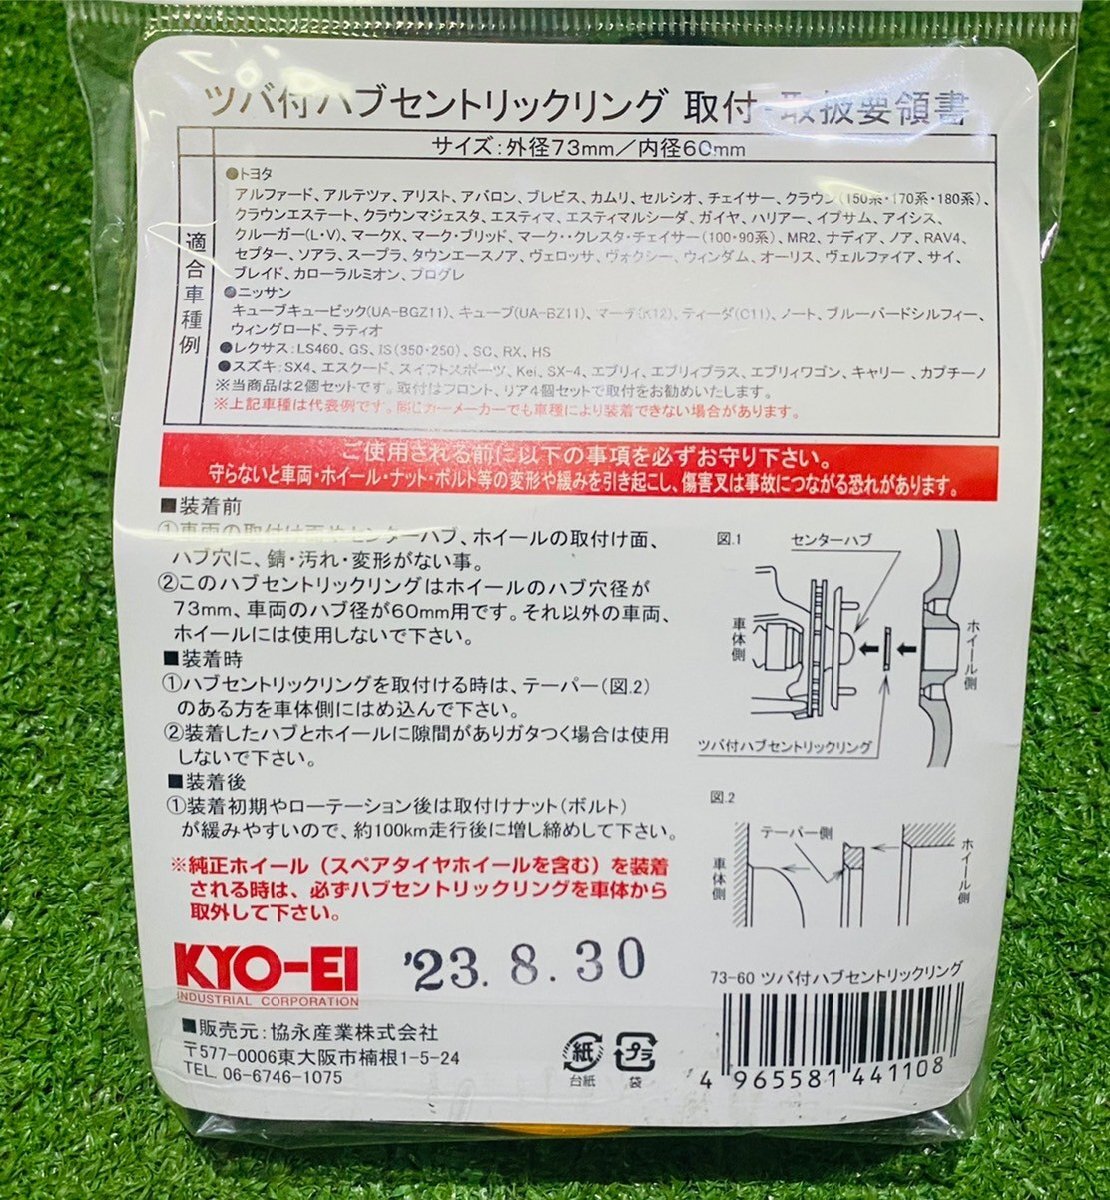 ツバ付ハブセントリックリング 取付・取扱要領書
サイズ：外径73mm／内径60mm
適合車種例
●トヨタ
アルファード、アルテツァ、アリスト、アバロン、ブレビス、カムリ、セルシオ、チェイサー、クラウン(150系・170系・180系)、
クラウンエステート、クラウンマジェスタ、エスティマ、エスティマルシーダ、ガイヤ、ハリアー、イプサム、アイシス、
クルーガー(L・V)、マークX、マーク・ブリッド、マーク・・クレスタ・チェイサー(100・90系)、MR2、ナディア、ノア、RAV4、
セプター、ソアラ、スープラ、タウンエースノア、ヴェロッサ、ヴォクシー、ウィンダム、オーリス、ヴェルファイア、サイ、
ブレイド、カローラルミオン、プログレ
●ニッサン
キューブキュービック(UA-BGZ11)、キューブ(UA-BZ11)、マーチ(K12)、ティーダ(C11)、ノート、ブルーバードシルフィー、
ウィングロード、ラティオ
●レクサス：LS460、GS、IS(350・250)、SC、RX、HS
●スズキ：SX4、エスクード、スイフトスポーツ、Kei、SX-4、エブリィ、エブリィプラス、エブリィワゴン、キャリー、カプチーノ
※当商品は2個セットです。取付はフロント、リア4個セットで取付をお勧めいたします。
※上記車種は代表例です。同じカーメーカーでも車種により装着できない場合があります。
ご使用される前に以下の事項を必ずお守り下さい。
守らないと車両・ホイール・ナット・ボルト等の変形や緩みを引き起こし、傷害又は事故につながる恐れがあります。
■装着前
①車両の取付け面やセンターハブ、ホイールの取付け面、
ハブ穴に、錆・汚れ・変形がない事。
②このハブセントリックリングはホイールのハブ穴径が
73mm、車両のハブ径が60mm用です。それ以外の車両、
ホイールには使用しないで下さい。
■装着時
①ハブセントリックリングを取付ける時は、テーパー(図.2)
のある方を車体側にはめ込んで下さい。
②装着したハブとホイールに隙間がありガタつく場合は使用
しないで下さい。
■装着後
①装着初期やローテーション後は取付けナット(ボルト)
が緩みやすいので、約100km走行後に増し締めして下さい。
※純正ホイール（スペアタイヤホイールを含む）を装着
される時は、必ずハブセントリックリングを車体から
取外して下さい。
図.1
センターハブ
車体側
ホイール側
ツバ付ハブセントリックリング
図.2
テーパー側
車体側
ホイール側
KYO-EI
INDUSTRIAL CORPORATION
'23. 8. 30
■販売元：協永産業株式会社
〒577-0006東大阪市楠根1-5-24
TEL. 06-6746-1075
紙
台紙
プラ
袋
73-60 ツバ付ハブセントリックリング
4 965581 441108